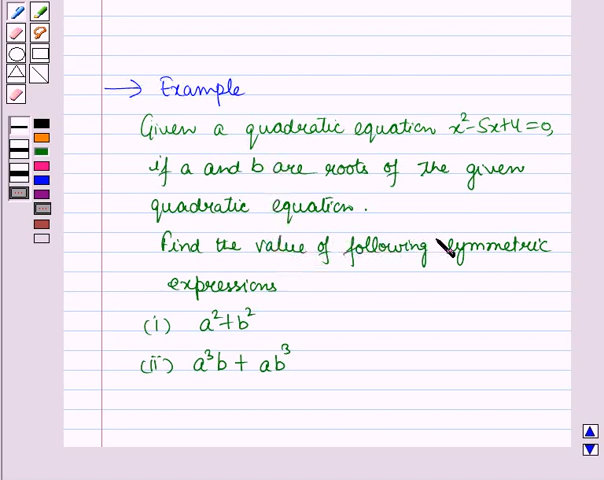 → Example
Given a quadratic equation x²-5x+4=0,
if a and b are roots of the given
quadratic equation.
Find the value of following symmetric
expressions
(i) a²+b²
(ii) a³b + ab³